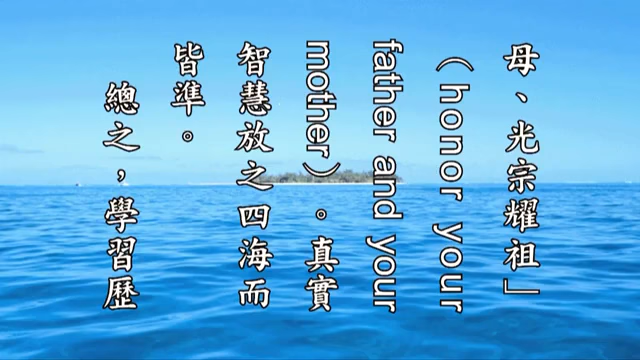 母、光宗耀祖」
（honor your
father and your
mother）。真實
智慧放之四海而
皆準。
總之，學習歷